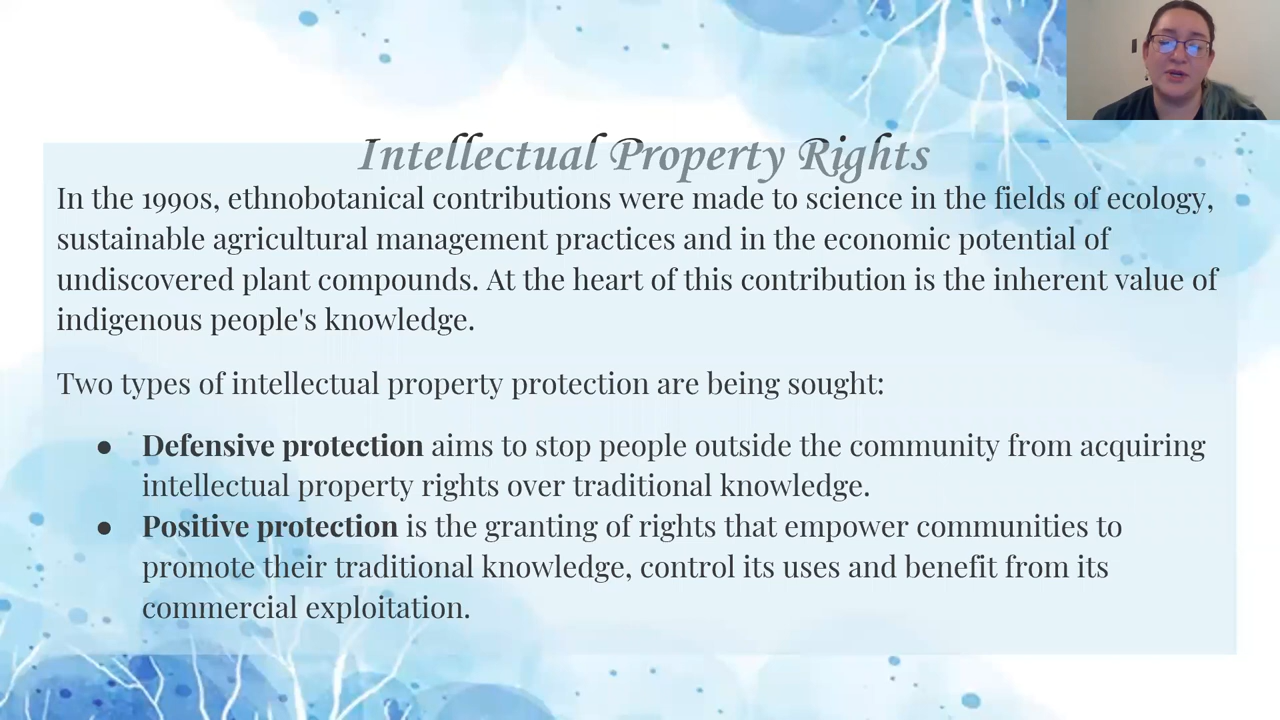 Intellectual Property Rights
In the 1990s, ethnobotanical contributions were made to science in the fields of ecology,
sustainable agricultural management practices and in the economic potential of
undiscovered plant compounds. At the heart of this contribution is the inherent value of
indigenous people's knowledge.
Two types of intellectual property protection are being sought:
● Defensive protection aims to stop people outside the community from acquiring
intellectual property rights over traditional knowledge.
● Positive protection is the granting of rights that empower communities to
promote their traditional knowledge, control its uses and benefit from its
commercial exploitation.